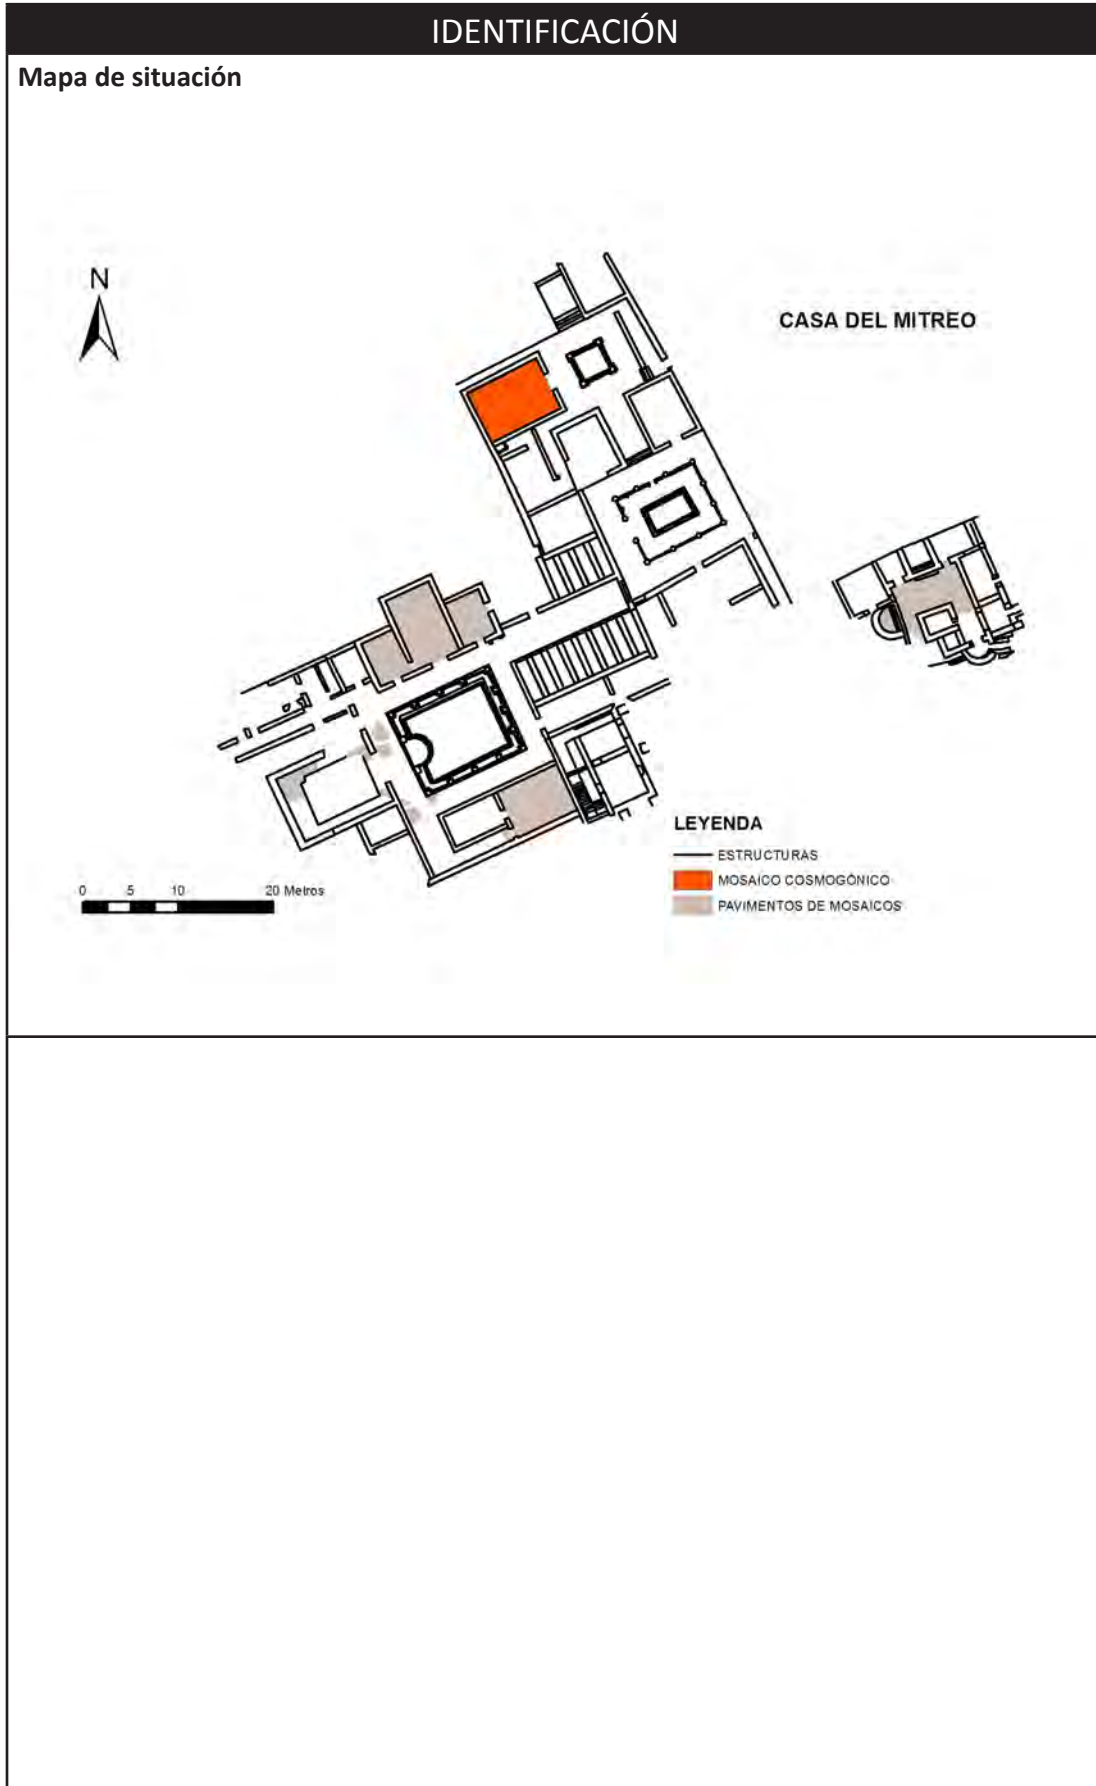 IDENTIFICACIÓN
Mapa de situación
N
CASA DEL MITREO
LEYENDA
ESTRUCTURAS
MOSAICO COSMOGÓNICO
PAVIMENTOS DE MOSAICOS
0 5 10 20 Metros